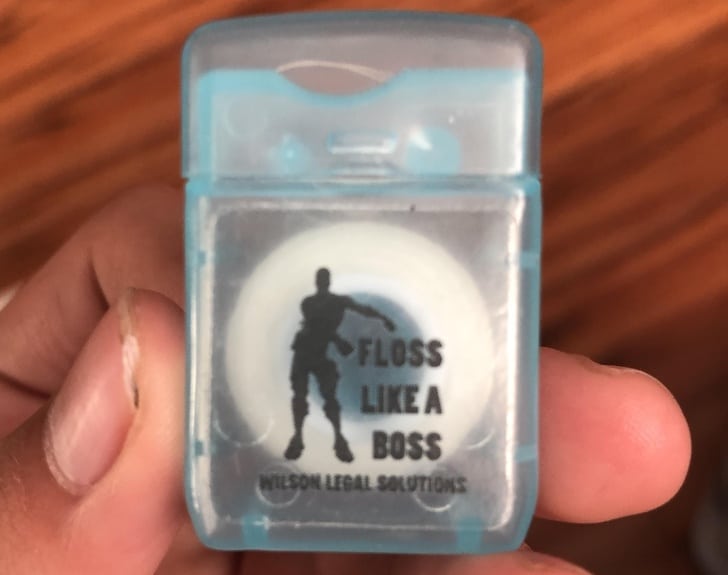 FLOSS
LIKE A
BOSS
WILSON LEGAL SOLUTIONS